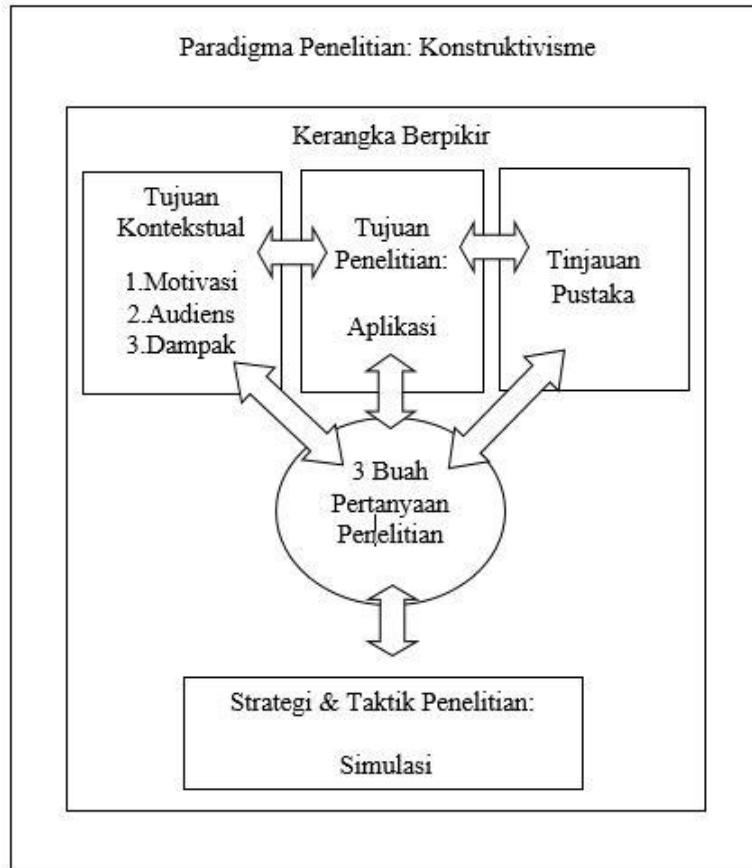 Paradigma Penelitian: Konstruktivisme
Kerangka Berpikir
Tujuan
Kontekstual
1.Motivasi
2.Audiens
3.Dampak
Tujuan
Penelitian:
Aplikasi
Tinjauan
Pustaka
3 Buah
Pertanyaan
Penelitian
Strategi & Taktik Penelitian:
Simulasi